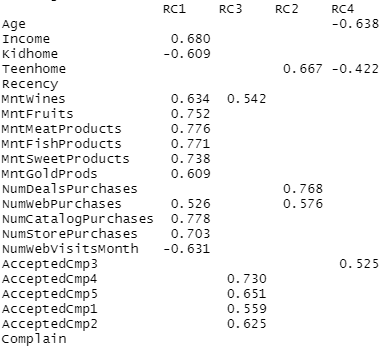 RC1 RC3 RC2 RC4
Age -0.638
Income 0.680
Kidhome -0.609
Teenhome 0.667 -0.422
Recency
MntWines 0.634 0.542
MntFruits 0.752
MntMeatProducts 0.776
MntFishProducts 0.771
MntSweetProducts 0.738
MntGoldProds 0.609
NumDealsPurchases 0.768
NumWebPurchases 0.526 0.576
NumCatalogPurchases 0.778
NumStorePurchases 0.703
NumWebVisitsMonth -0.631
AcceptedCmp3 0.525
AcceptedCmp4 0.730
AcceptedCmp5 0.651
AcceptedCmp1 0.559
AcceptedCmp2 0.625
Complain